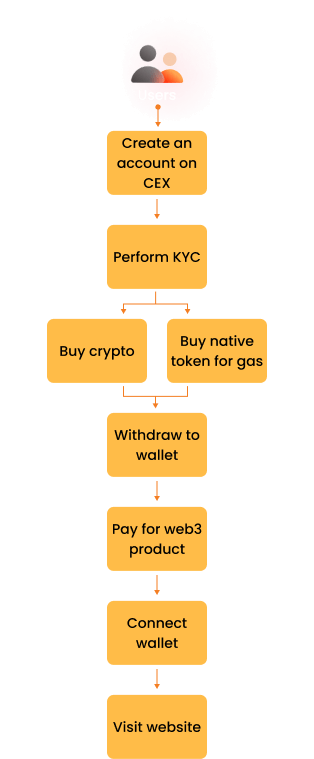 Users
Create an
account on
CEX
Perform KYC
Buy crypto
Buy native
token for gas
Withdraw to
wallet
Pay for web3
product
Connect
wallet
Visit website